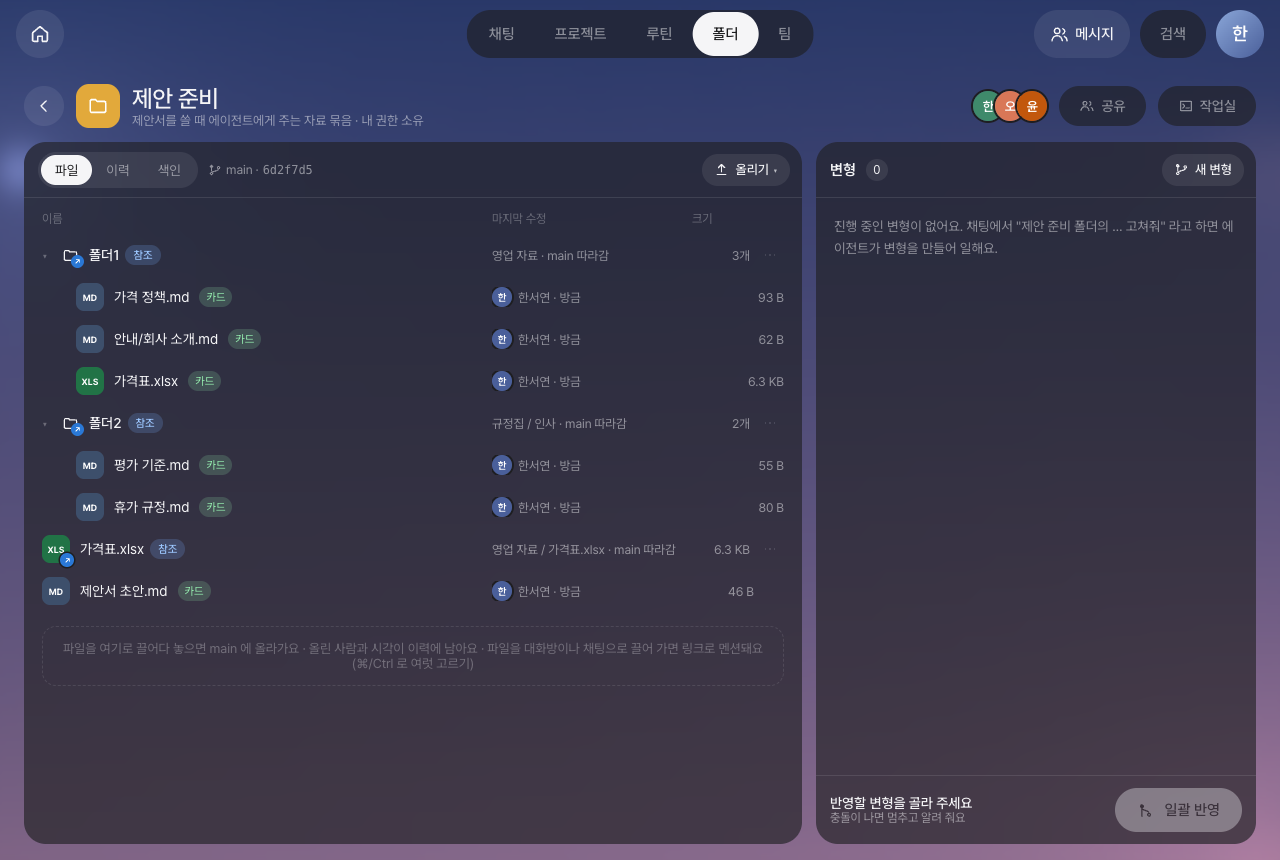 채팅
프로젝트
루틴
폴더
팀
메시지
검색
한
제안 준비
제안서를 쓸 때 에이전트에게 주는 자료 묶음 · 내 권한 소유
한 오 윤
공유
작업실
파일
이력
색인
main · 6d2f7d5
올리기
이름
마지막 수정
크기
폴더1 참조 영업 자료 · main 따라감 3개 ···
MD 가격 정책.md 카드 한 한서연 · 방금 93 B
MD 안내/회사 소개.md 카드 한 한서연 · 방금 62 B
XLS 가격표.xlsx 카드 한 한서연 · 방금 6.3 KB
폴더2 참조 규정집 / 인사 · main 따라감 2개 ···
MD 평가 기준.md 카드 한 한서연 · 방금 55 B
MD 휴가 규정.md 카드 한 한서연 · 방금 80 B
XLS 가격표.xlsx 참조 영업 자료 / 가격표.xlsx · main 따라감 6.3 KB ···
MD 제안서 초안.md 카드 한 한서연 · 방금 46 B
파일을 여기로 끌어다 놓으면 main 에 올라가요 · 올린 사람과 시각이 이력에 남아요 · 파일을 대화방이나 채팅으로 끌어 가면 링크로 멘션돼요
(⌘/Ctrl 로 여럿 고르기)
변형 0
새 변형
진행 중인 변형이 없어요. 채팅에서 "제안 준비 폴더의 … 고쳐줘" 라고 하면 에
이전트가 변형을 만들어 일해요.
반영할 변형을 골라 주세요
충돌이 나면 멈추고 알려 줘요
일괄 반영